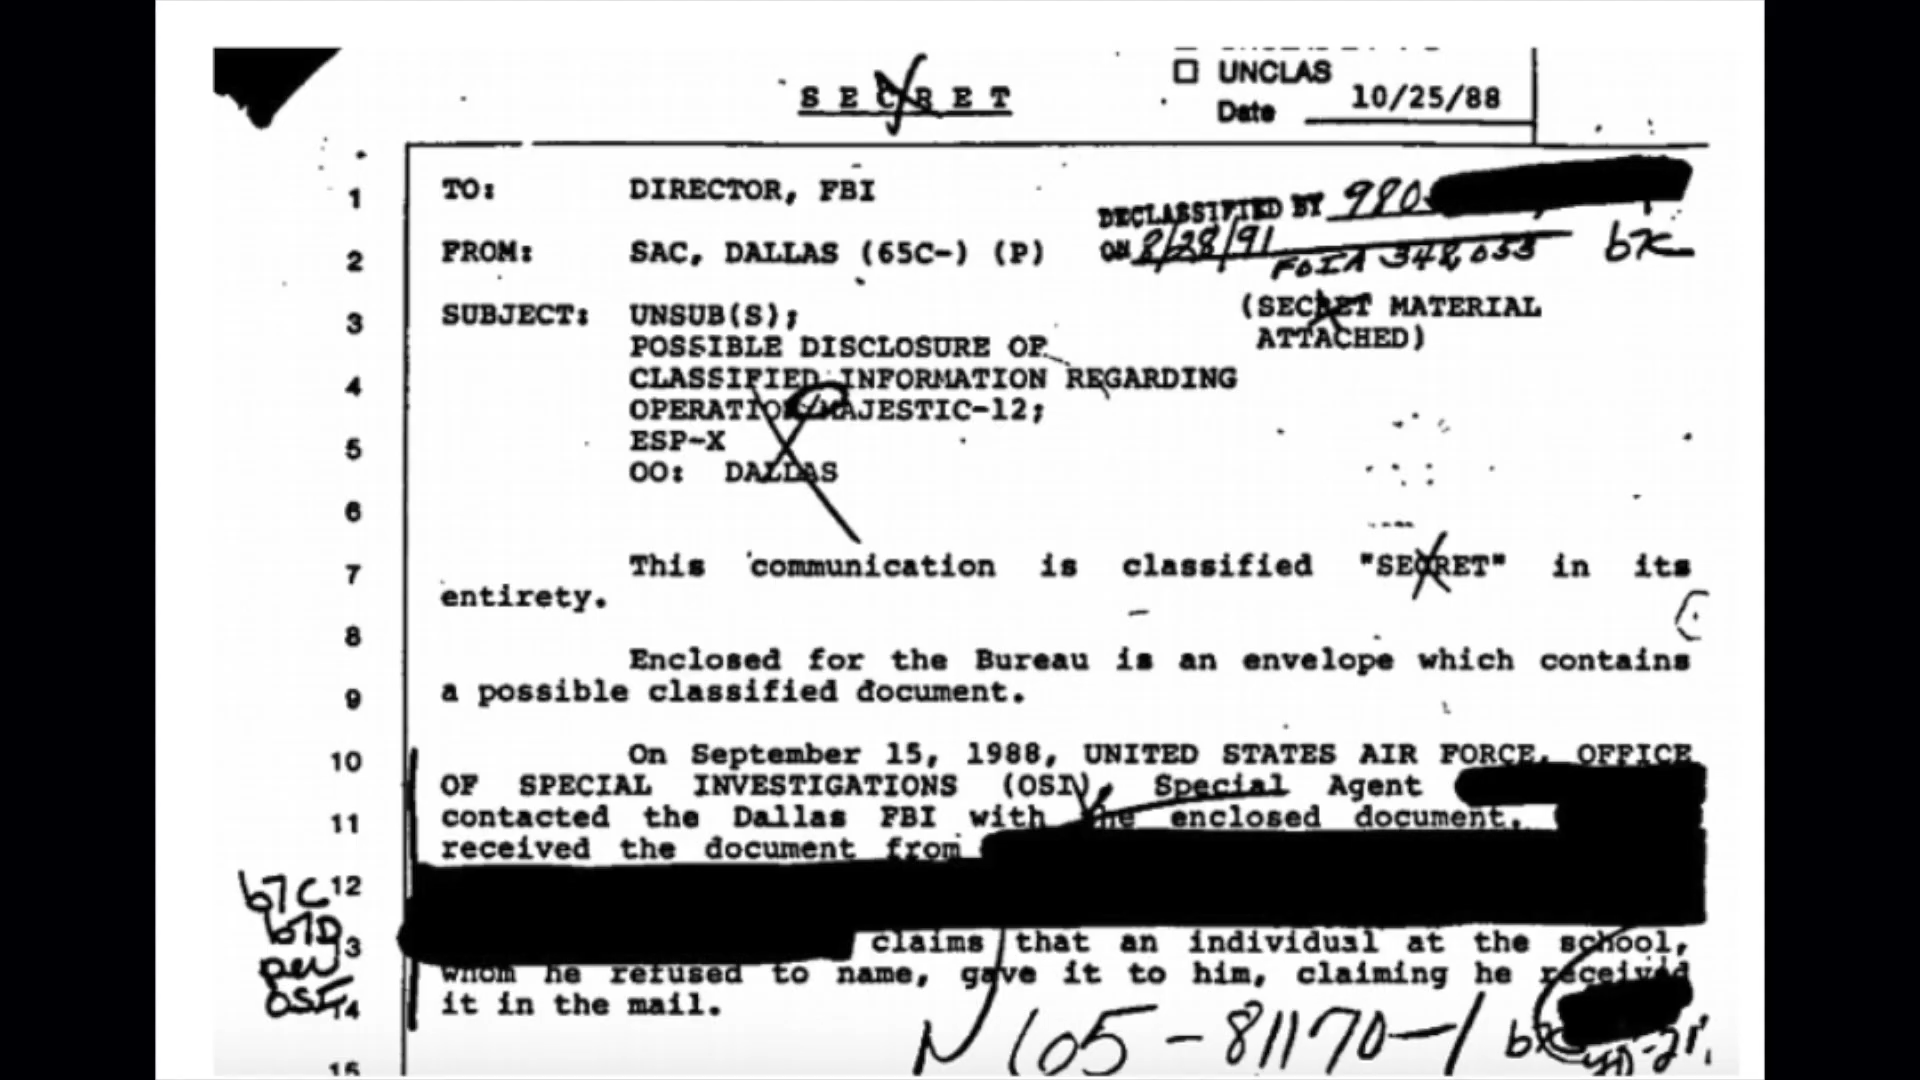 UNCLAS
SECRET
Date 10/25/88
1 TO: DIRECTOR, FBI
DECLASSIFIED BY 980
2 FROM: SAC, DALLAS (65C-) (P)
ON 8/28/91
FOIA 348,053
b7C
3 SUBJECT: UNSUB(S);
(SECRET MATERIAL
ATTACHED)
POSSIBLE DISCLOSURE OF
4 CLASSIFIED INFORMATION REGARDING
OPERATION MAJESTIC-12;
5 ESP-X
OO: DALLAS
6
7 This communication is classified "SECRET" in its
entirety.
8
Enclosed for the Bureau is an envelope which contains
9 a possible classified document.
10 On September 15, 1988, UNITED STATES AIR FORCE, OFFICE
OF SPECIAL INVESTIGATIONS (OSI), Special Agent
11 contacted the Dallas FBI with the enclosed document.
received the document from
12
b7C
b7D
per
OSI
13 claims that an individual at the school,
whom he refused to name, gave it to him, claiming he received
14 it in the mail.
N 105-81170-1
15